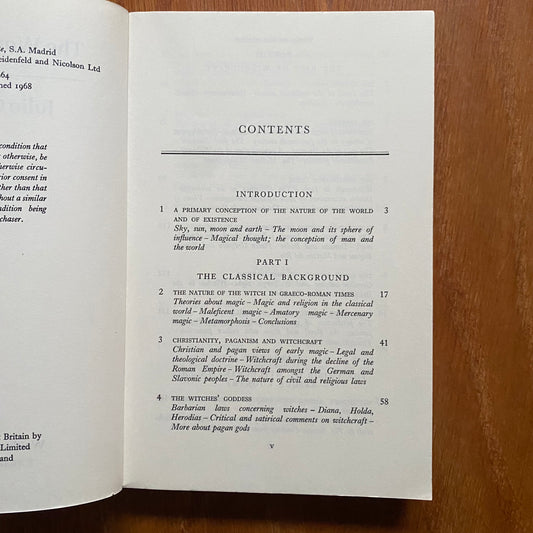 S.A. Madrid
eidenfeld and Nicolson Ltd
64
ned 1968
condition that
otherwise, be
herwise circu-
rior consent in
ther than that
hout a similar
ndition being
chaser.
Britain by
Limited
and
CONTENTS
INTRODUCTION
1 A PRIMARY CONCEPTION OF THE NATURE OF THE WORLD 3
AND OF EXISTENCE
Sky, sun, moon and earth – The moon and its sphere of
influence – Magical thought; the conception of man and
the world
PART I
THE CLASSICAL BACKGROUND
2 THE NATURE OF THE WITCH IN GRAECO-ROMAN TIMES 17
Theories about magic – Magic and religion in the classical
world – Maleficent magic – Amatory magic – Mercenary
magic – Metamorphosis – Conclusions
3 CHRISTIANITY, PAGANISM AND WITCHCRAFT 41
Christian and pagan views of early magic – Legal and
theological doctrine – Witchcraft during the decline of the
Roman Empire – Witchcraft amongst the German and
Slavonic peoples – The nature of civil and religious laws
4 THE WITCHES' GODDESS 58
Barbarian laws concerning witches – Diana, Holda,
Herodias – Critical and satirical comments on witchcraft –
More about pagan gods
v